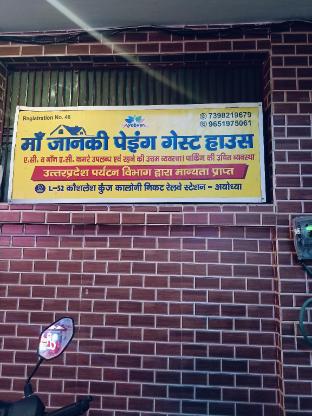 Registration No. 48
7398219679
9651975061
माँ जानकी पेइंग गेस्ट हाउस
ए.सी. व नॉन ए.सी. कमरे उपलब्ध एवं रहने की उत्तम व्यवस्था। पार्किंग की उचित व्यवस्था
उत्तरप्रदेश पर्यटन विभाग द्वारा मान्यता प्राप्त
L-52 कौशलेश कुंज कालोनी निकट रेलवे स्टेशन - अयोध्या